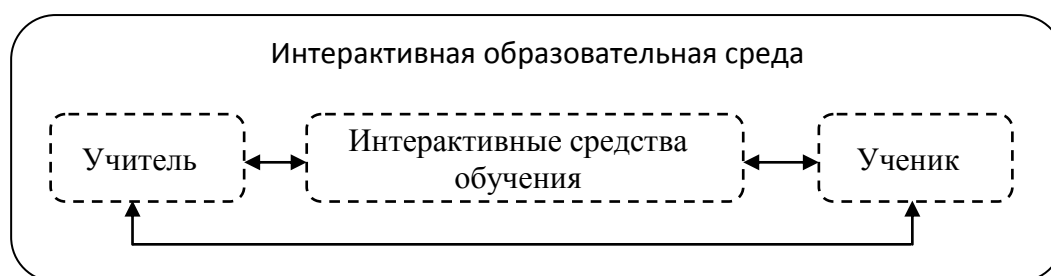 Интерактивная образовательная среда
Учитель
Интерактивные средства
обучения
Ученик